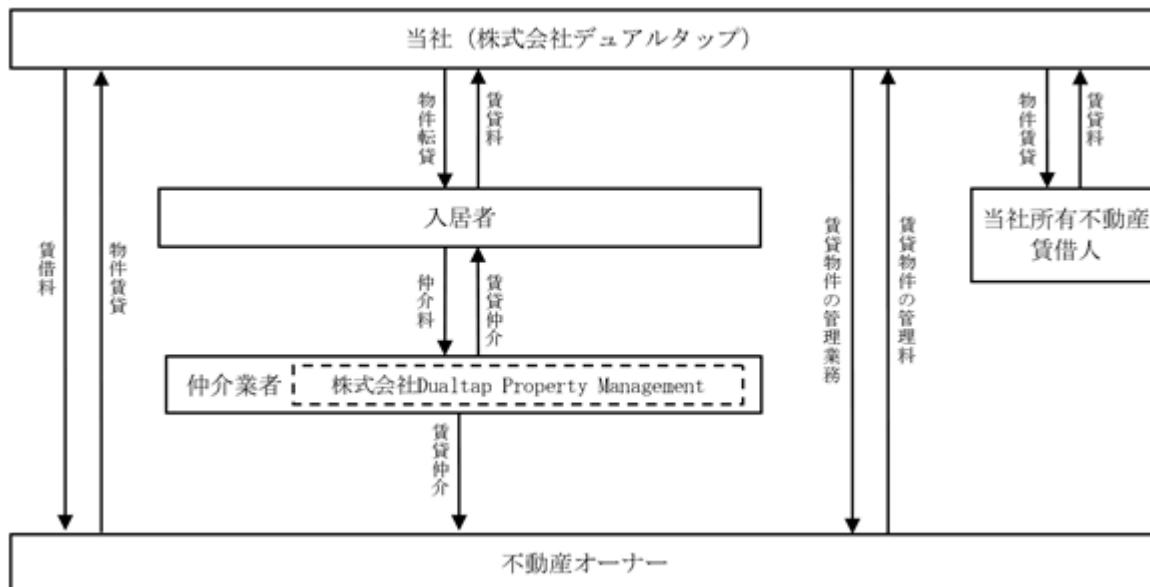 当社（株式会社デュアルタップ）
物件転貸
賃貸料
物件賃貸
賃貸料
入居者
当社所有不動産
賃借人
賃借料
物件賃貸
仲介料
賃貸仲介
賃貸物件の管理業務
賃貸物件の管理料
仲介業者
株式会社Dualtap Property Management
賃貸仲介
不動産オーナー